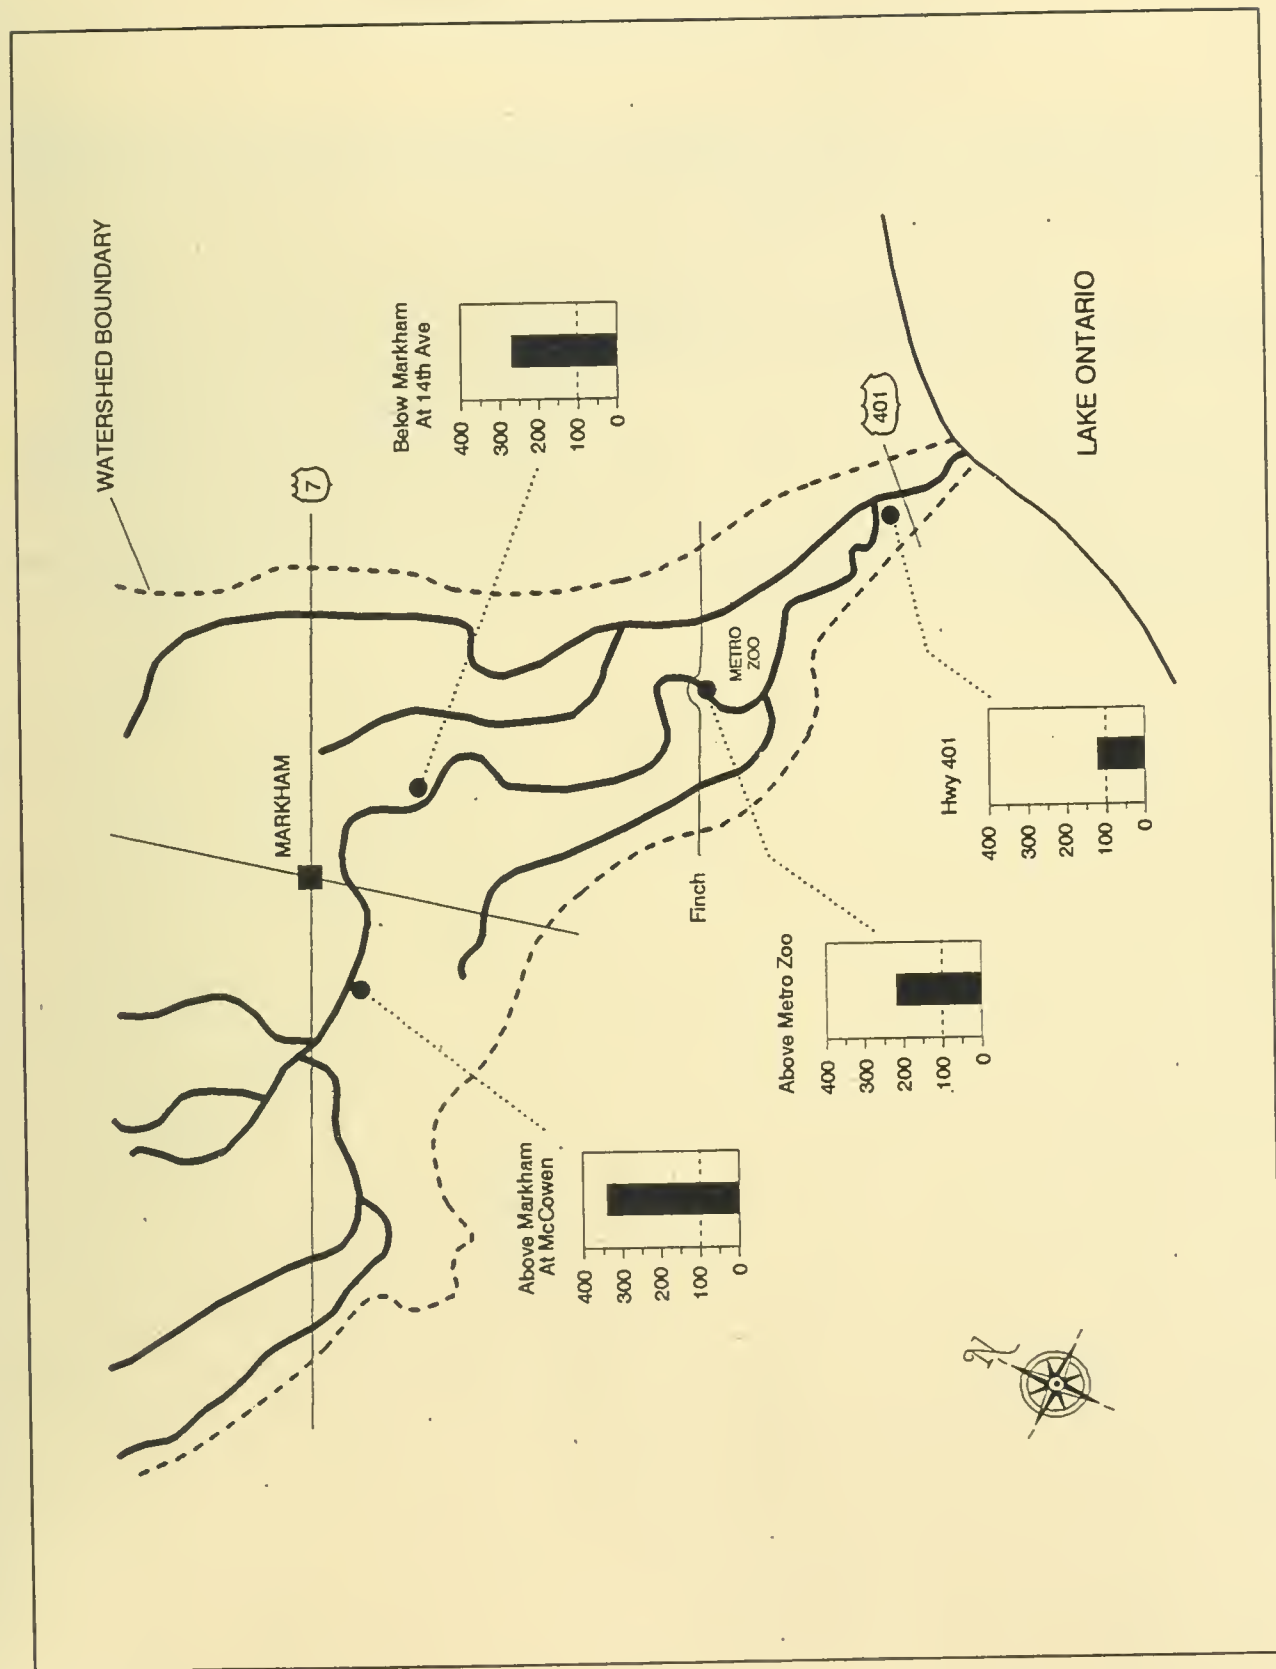 WATERSHED BOUNDARY
7
MARKHAM
Below Markham
At 14th Ave
400
300
200
100
0
Above Markham
At McCowen
400
300
200
100
0
Finch
METRO
ZOO
Above Metro Zoo
400
300
200
100
0
401
Hwy 401
400
300
200
100
0
LAKE ONTARIO
N